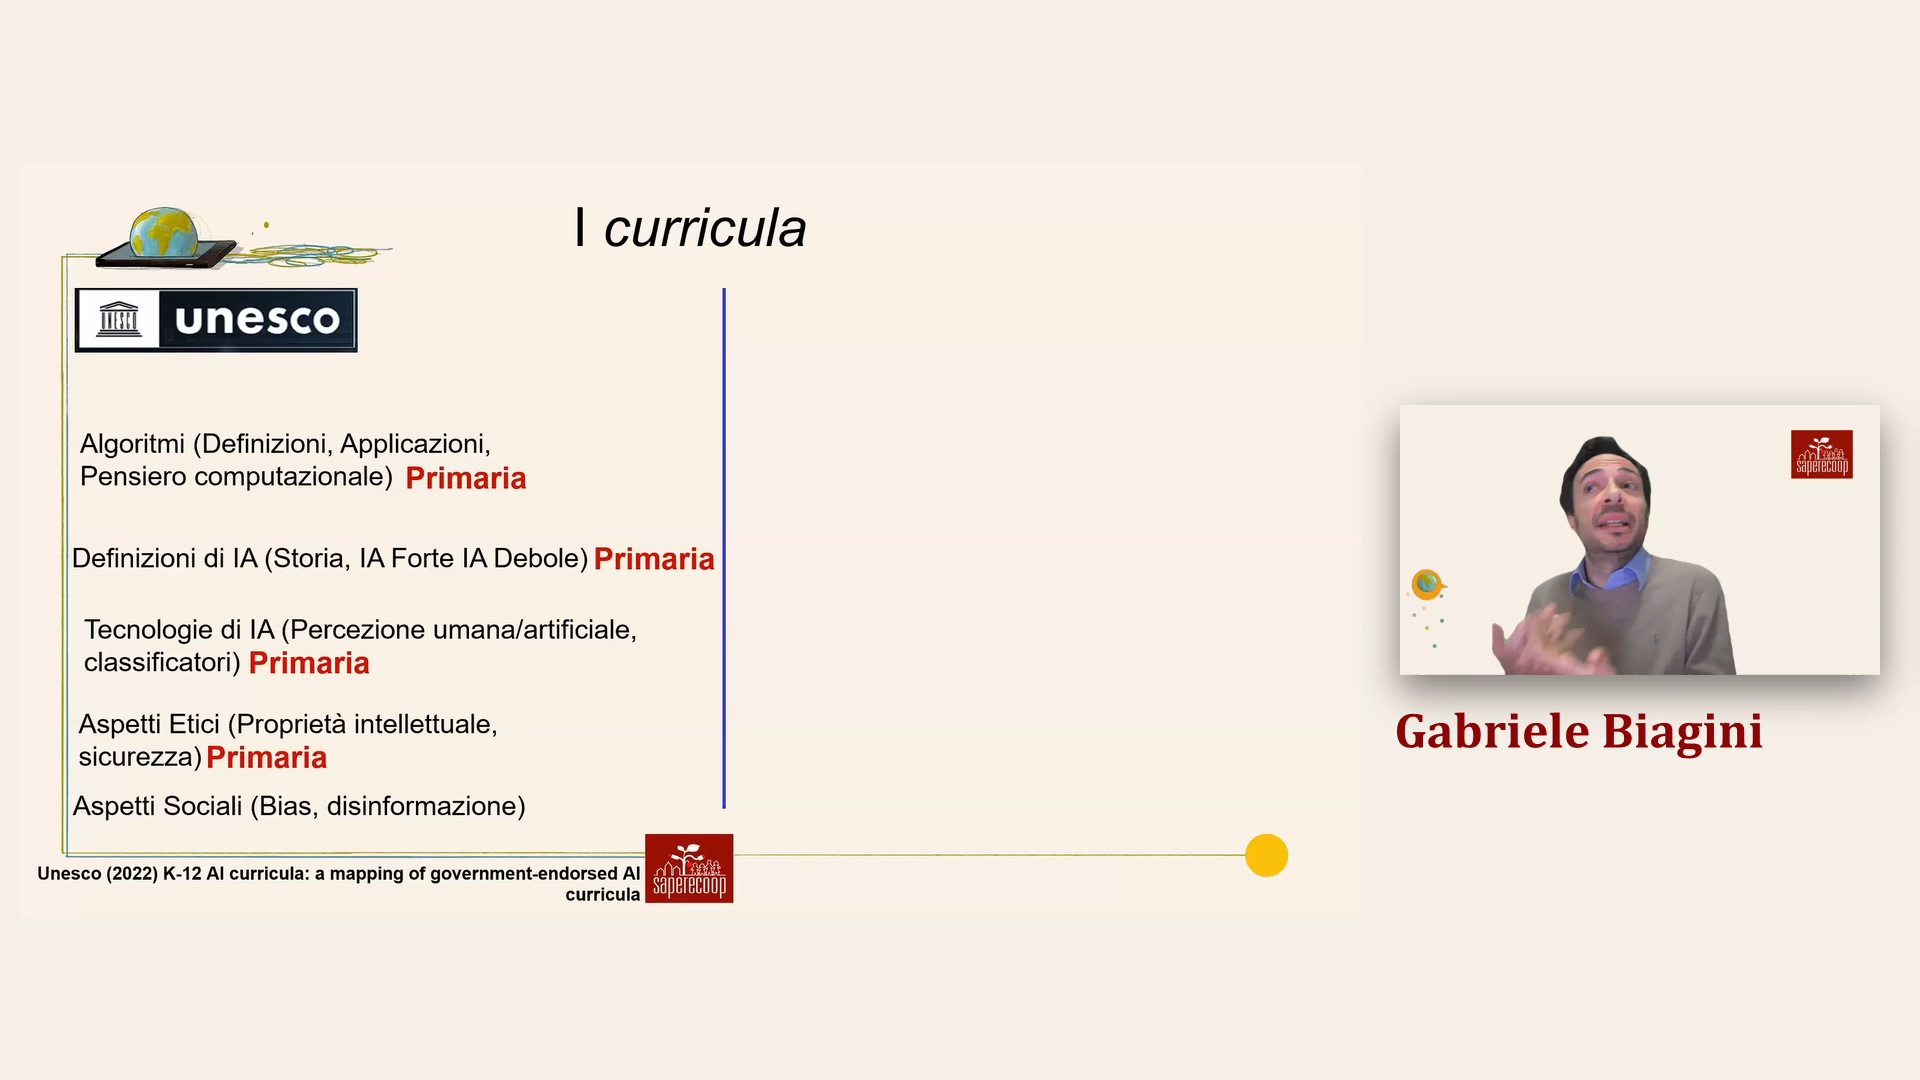 I curricula
UNESCO unesco
Algoritmi (Definizioni, Applicazioni,
Pensiero computazionale) Primaria
Definizioni di IA (Storia, IA Forte IA Debole) Primaria
Tecnologie di IA (Percezione umana/artificiale,
classificatori) Primaria
Aspetti Etici (Proprietà intellettuale,
sicurezza) Primaria
Aspetti Sociali (Bias, disinformazione)
Unesco (2022) K-12 AI curricula: a mapping of government-endorsed AI
curricula
saperecoop
saperecoop
Gabriele Biagini